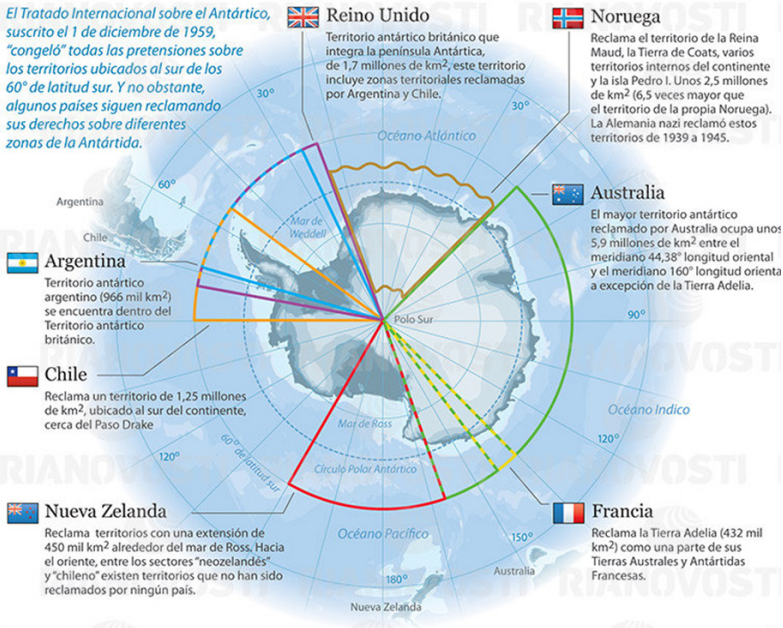 El Tratado Internacional sobre el Antártico,
suscrito el 1 de diciembre de 1959,
“congeló” todas las pretensiones sobre
los territorios ubicados al sur de los
60° de latitud sur. Y no obstante,
algunos países siguen reclamando
sus derechos sobre diferentes
zonas de la Antártida.
Reino Unido
Territorio antártico británico que
integra la península Antártica,
de 1,7 millones de km², este territorio
incluye zonas territoriales reclamadas
por Argentina y Chile.
Noruega
Reclama el territorio de la Reina
Maud, la Tierra de Coats, varios
territorios internos del continente
y la isla Pedro I. Unos 2,5 millones
de km² (6,5 veces mayor que
el territorio de la propia Noruega).
La Alemania nazi reclamó estos
territorios de 1939 a 1945.
Australia
El mayor territorio antártico
reclamado por Australia ocupa unos
5,9 millones de km² entre el
meridiano 44,38° longitud oriental
y el meridiano 160° longitud oriental
a excepción de la Tierra Adelia.
Argentina
Territorio antártico
argentino (966 mil km²)
se encuentra dentro del
Territorio antártico
británico.
Chile
Reclama un territorio de 1,25 millones
de km², ubicado al sur del continente,
cerca del Paso Drake
Nueva Zelanda
Reclama territorios con una extensión de
450 mil km² alrededor del mar de Ross. Hacia
el oriente, entre los sectores “neozelandés”
y “chileno” existen territorios que no han sido
reclamados por ningún país.
Francia
Reclama la Tierra Adelia (432 mil
km²) como una parte de sus
Tierras Australes y Antártidas
Francesas.
30°
30°
Océano Atlántico
60°
Argentina
Chile
Mar de
Weddell
Polo Sur
90°
Océano Indico
120°
120°
Mar de Ross
60° de latitud sur
Círculo Polar Antártico
Océano Pacífico
150°
180°
Australia
Nueva Zelanda
RIANOVOSTI
RIANOVOSTI